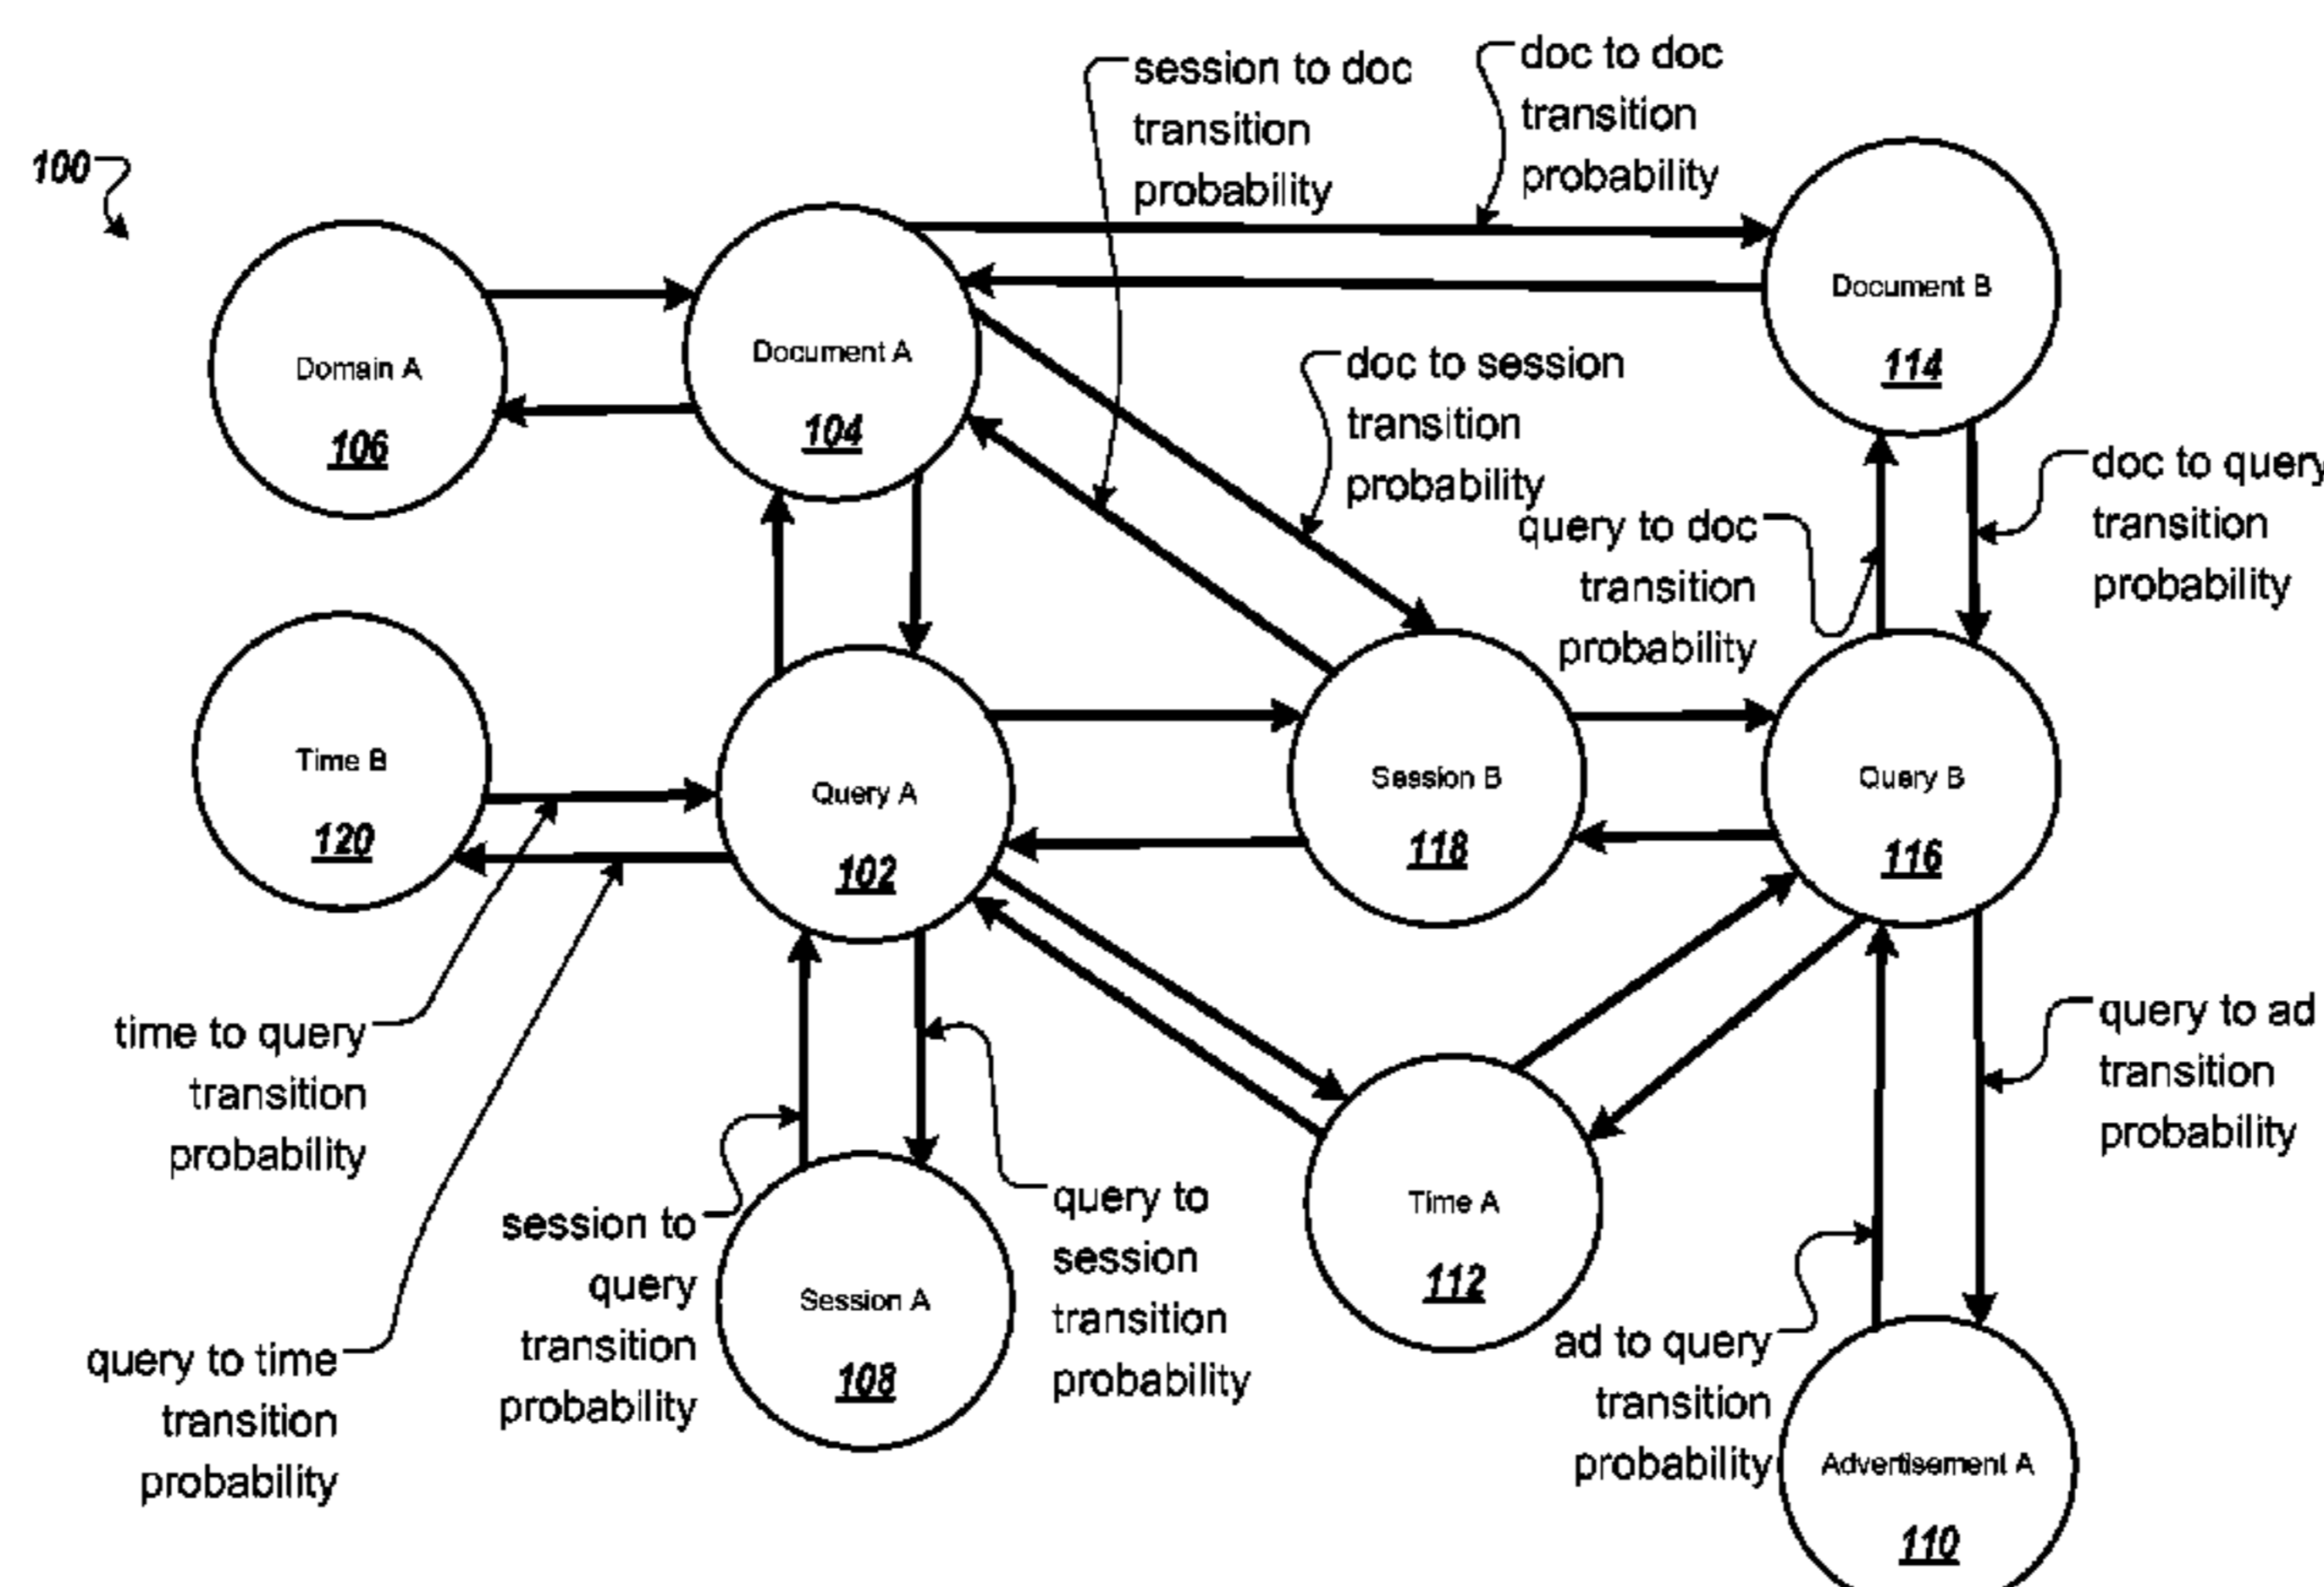 100
session to doc
transition
probability
doc to doc
transition
probability
Domain A
106
Document A
104
Document B
114
doc to session
transition
probability
query to doc
transition
probability
doc to query
transition
probability
Time B
120
Query A
102
Session B
118
Query B
116
time to query
transition
probability
query to time
transition
probability
session to
query
transition
probability
Session A
108
query to
session
transition
probability
Time A
112
query to ad
transition
probability
ad to query
transition
probability
Advertisement A
110